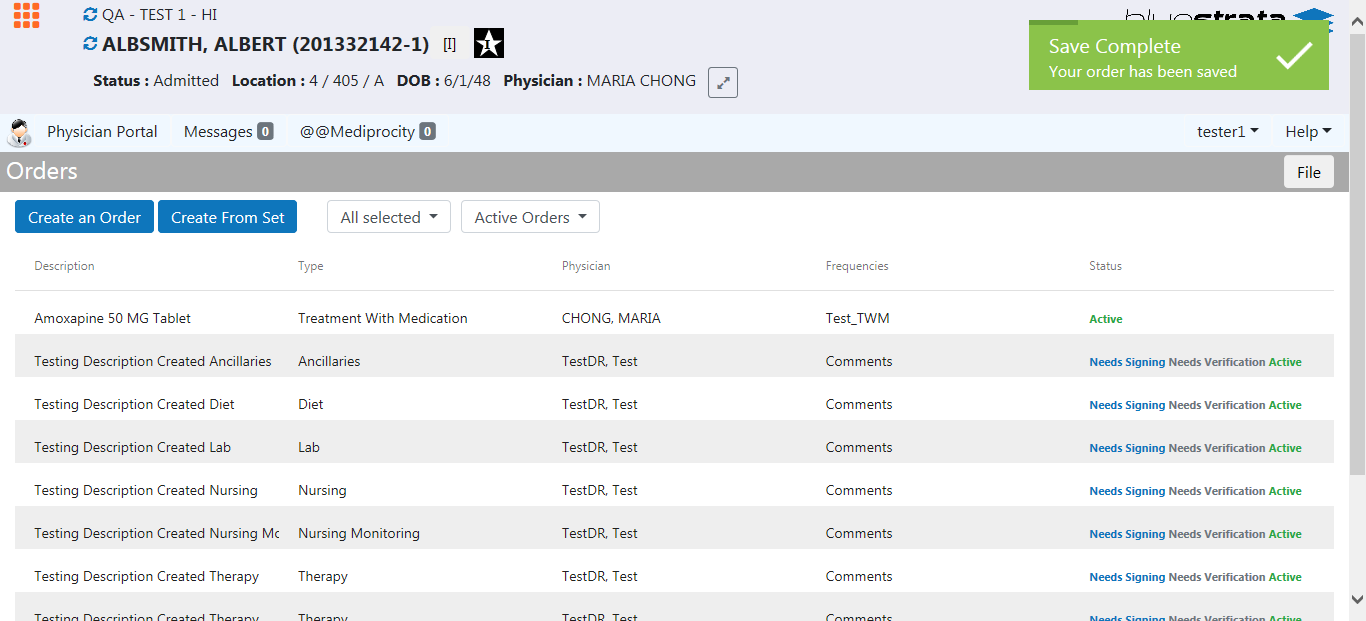 QA - TEST 1 - HI
bluestrata
ALBSMITH, ALBERT (201332142-1) [I]
1
Status : Admitted Location : 4 / 405 / A DOB : 6/1/48 Physician : MARIA CHONG
Save Complete
Your order has been saved
Physician Portal Messages 0 @@Mediprocity 0 tester1 Help
Orders File
Create an Order Create From Set All selected Active Orders
Description Type Physician Frequencies Status
Amoxapine 50 MG Tablet Treatment With Medication CHONG, MARIA Test_TWM Active
Testing Description Created Ancillaries Ancillaries TestDR, Test Comments Needs Signing Needs Verification Active
Testing Description Created Diet Diet TestDR, Test Comments Needs Signing Needs Verification Active
Testing Description Created Lab Lab TestDR, Test Comments Needs Signing Needs Verification Active
Testing Description Created Nursing Nursing TestDR, Test Comments Needs Signing Needs Verification Active
Testing Description Created Nursing Mc Nursing Monitoring TestDR, Test Comments Needs Signing Needs Verification Active
Testing Description Created Therapy Therapy TestDR, Test Comments Needs Signing Needs Verification Active
Testing Description Created Therapy Therapy TestDR, Test Comments Needs Signing Needs Verification Active